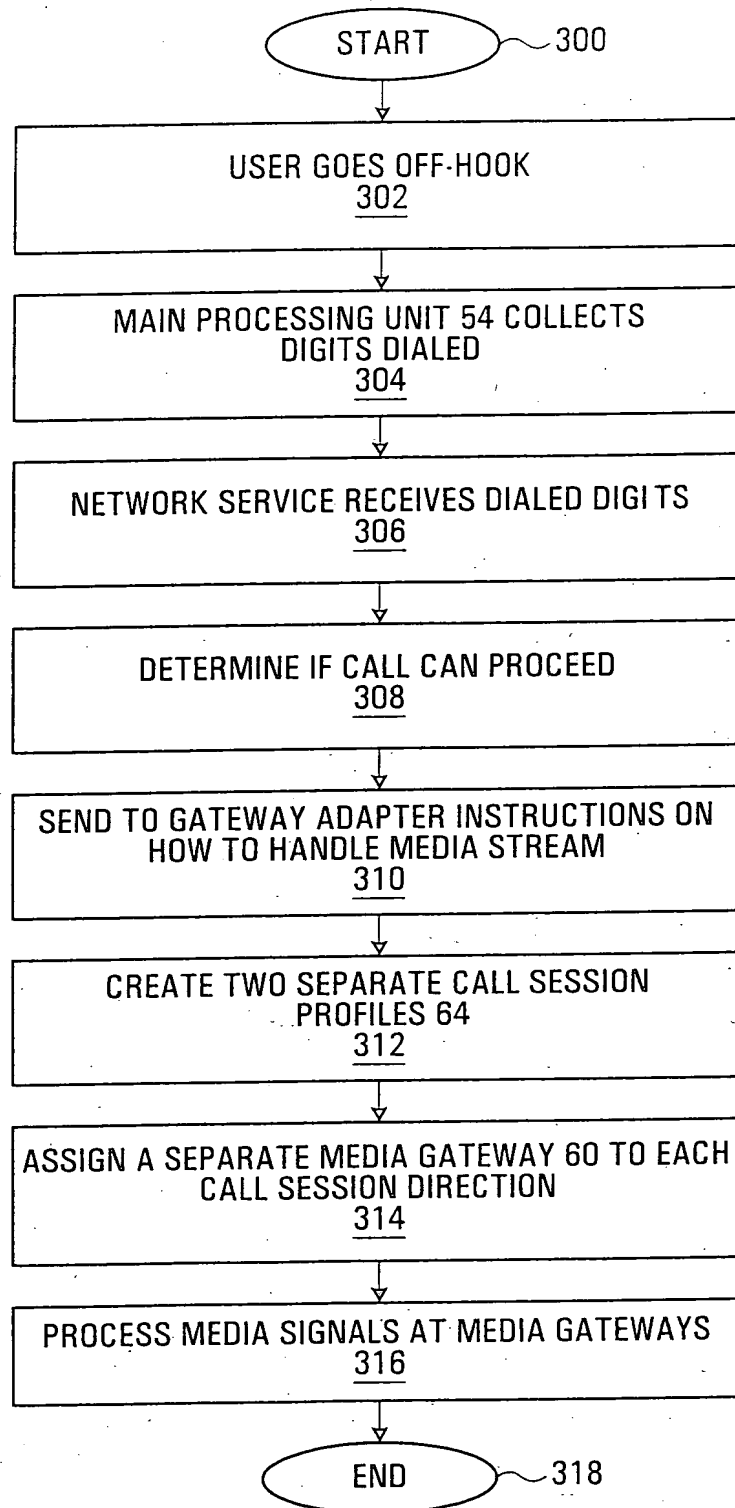 START
300
USER GOES OFF-HOOK
302
MAIN PROCESSING UNIT 54 COLLECTS
DIGITS DIALED
304
NETWORK SERVICE RECEIVES DIALED DIGITS
306
DETERMINE IF CALL CAN PROCEED
308
SEND TO GATEWAY ADAPTER INSTRUCTIONS ON
HOW TO HANDLE MEDIA STREAM
310
CREATE TWO SEPARATE CALL SESSION
PROFILES 64
312
ASSIGN A SEPARATE MEDIA GATEWAY 60 TO EACH
CALL SESSION DIRECTION
314
PROCESS MEDIA SIGNALS AT MEDIA GATEWAYS
316
END
318